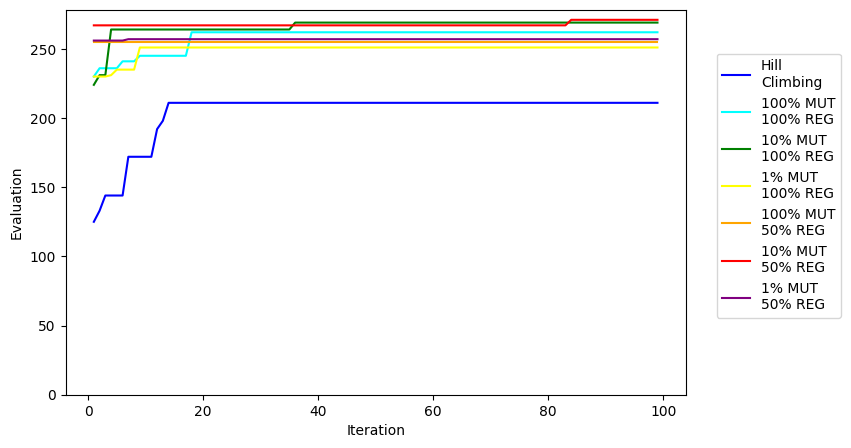 250
200
150
100
50
0
Evaluation
0 20 40 60 80 100
Iteration
Hill
Climbing
100% MUT
100% REG
10% MUT
100% REG
1% MUT
100% REG
100% MUT
50% REG
10% MUT
50% REG
1% MUT
50% REG